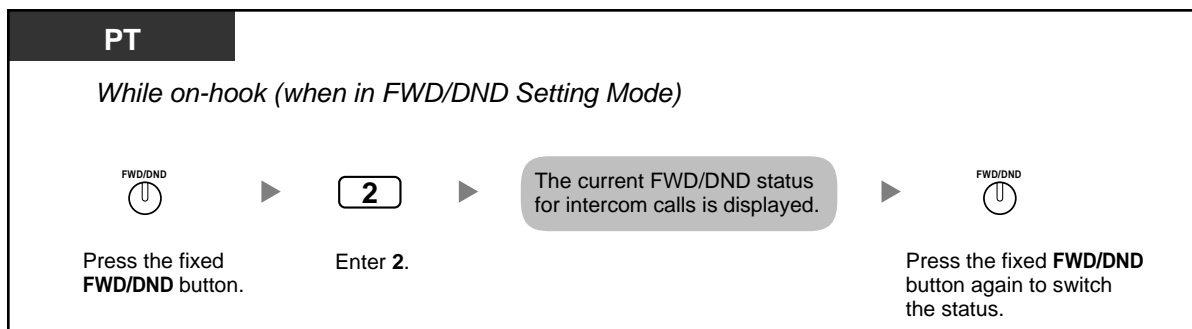 PT
While on-hook (when in FWD/DND Setting Mode)
FWD/DND
Press the fixed
FWD/DND button.
2
Enter 2.
The current FWD/DND status
for intercom calls is displayed.
FWD/DND
Press the fixed FWD/DND
button again to switch
the status.